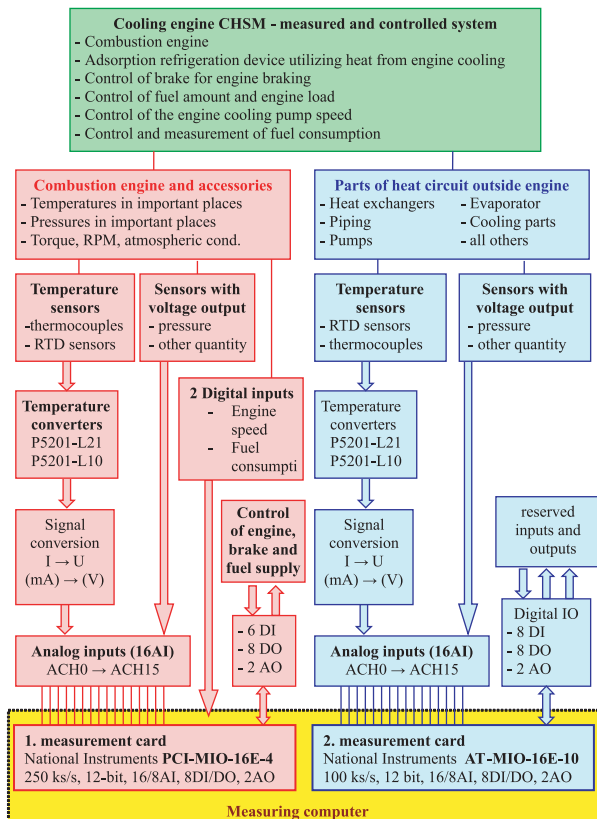 Cooling engine CHSM - measured and controlled system
- Combustion engine
- Adsorption refrigeration device utilizing heat from engine cooling
- Control of brake for engine braking
- Control of fuel amount and engine load
- Control of the engine cooling pump speed
- Control and measurement of fuel consumption
Combustion engine and accessories
- Temperatures in important places
- Pressures in important places
- Torque, RPM, atmospheric cond.
Parts of heat circuit outside engine
- Heat exchangers
- Piping
- Pumps
- Evaporator
- Cooling parts
- all others
Temperature
sensors
-thermocouples
- RTD sensors
Sensors with
voltage output
- pressure
- other quantity
Temperature
sensors
- RTD sensors
- thermocouples
Sensors with
voltage output
- pressure
- other quantity
Temperature
converters
P5201-L21
P5201-L10
2 Digital inputs
- Engine
speed
- Fuel
consumpti
Temperature
converters
P5201-L21
P5201-L10
Signal
conversion
I → U
(mA) → (V)
Control
of engine,
brake and
fuel supply
Signal
conversion
I → U
(mA) → (V)
reserved
inputs and
outputs
Analog inputs (16AI)
ACH0 → ACH15
- 6 DI
- 8 DO
- 2 AO
Analog inputs (16AI)
ACH0 → ACH15
Digital IO
- 8 DI
- 8 DO
- 2 AO
1. measurement card
National Instruments PCI-MIO-16E-4
250 ks/s, 12-bit, 16/8AI, 8DI/DO, 2AO
2. measurement card
National Instruments AT-MIO-16E-10
100 ks/s, 12 bit, 16/8AI, 8DI/DO, 2AO
Measuring computer